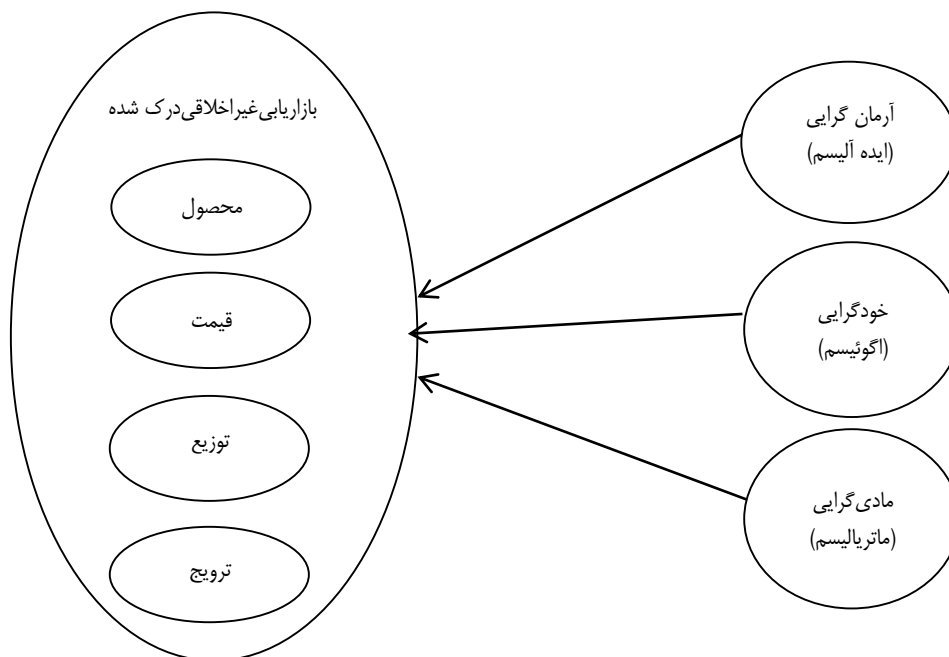 بازاریابی‌غیراخلاقی‌درک شده
محصول
قیمت
توزیع
ترویج
آرمان گرایی
(ایده آلیسم)
خودگرایی
(اگوئیسم)
مادی‌گرایی
(ماتریالیسم)